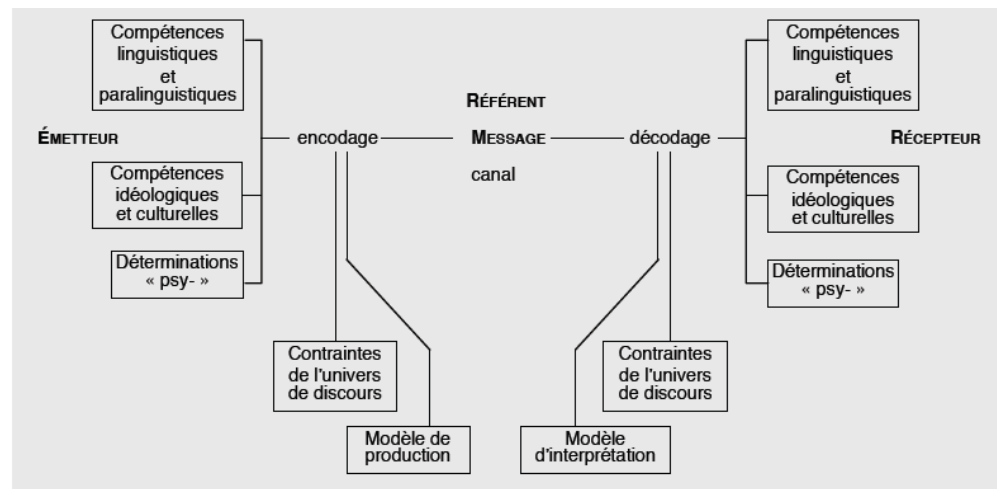 Compétences
linguistiques
et
paralinguistiques
ÉMETTEUR
Compétences
idéologiques
et culturelles
Déterminations
« psy- »
encodage
RÉFÉRENT
MESSAGE
canal
décodage
Compétences
linguistiques
et
paralinguistiques
RÉCEPTEUR
Compétences
idéologiques
et culturelles
Déterminations
« psy- »
Contraintes
de l'univers
de discours
Modèle de
production
Contraintes
de l'univers
de discours
Modèle
d'interprétation